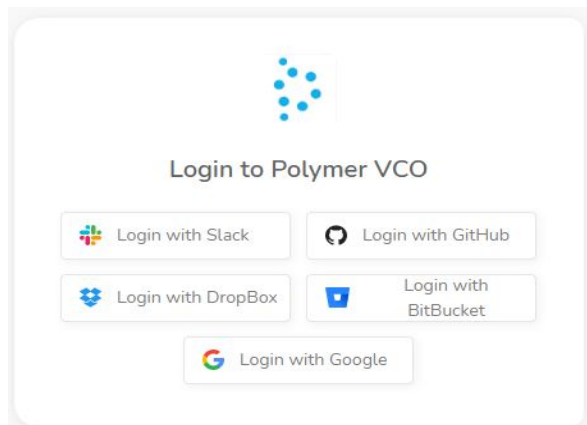 Login to Polymer VCO
Login with Slack
Login with GitHub
Login with DropBox
Login with
BitBucket
Login with Google